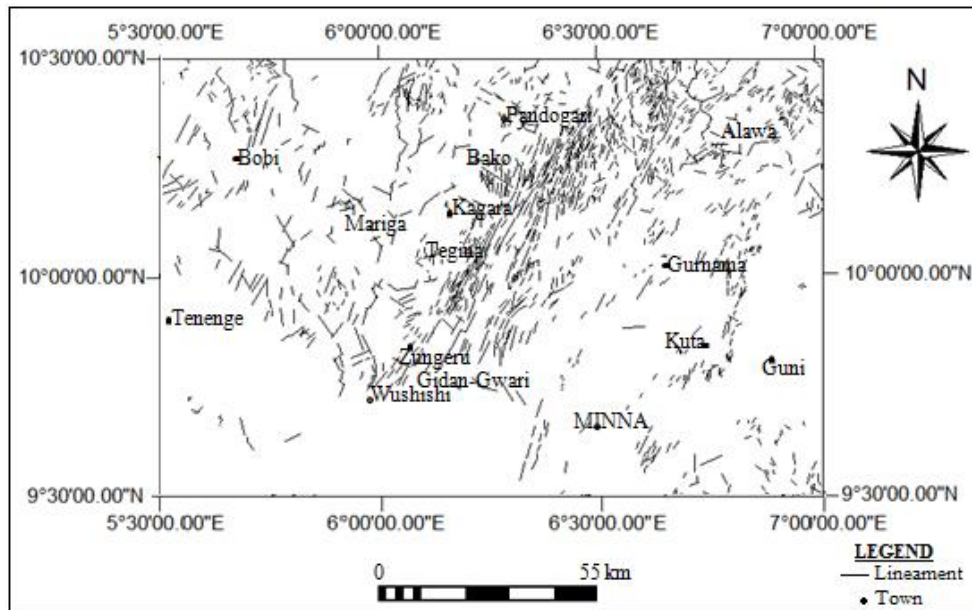 5°30'00.00"E 6°00'00.00"E 6°30'00.00"E 7°00'00.00"E
10°30'00.00"N
N
Pandogari
Alawa
Bobi
Bako
Kagara
Mariga
Tegina
Gurnama
10°00'00.00"N 10°00'00.00"N
Tenenge
Kuta
Zungeru
Guni
Gidan-Gwari
Wushishi
MINNA
9°30'00.00"N 9°30'00.00"N
5°30'00.00"E 6°00'00.00"E 6°30'00.00"E 7°00'00.00"E
LEGEND
0 55 km
Lineament
Town